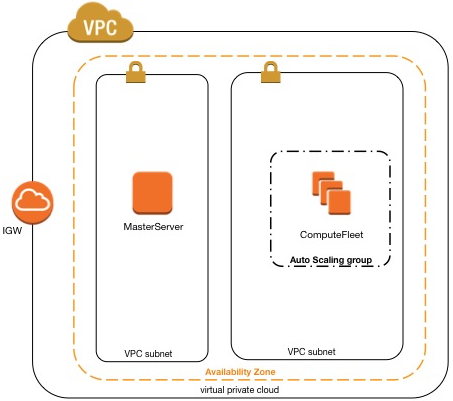 VPC
IGW
MasterServer
ComputeFleet
Auto Scaling group
VPC subnet
VPC subnet
Availability Zone
virtual private cloud